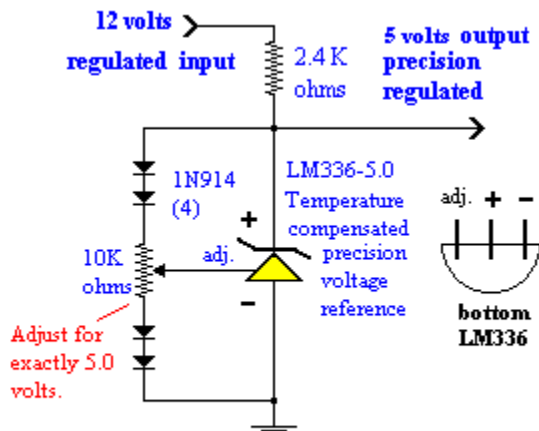 12 volts
regulated input
2.4 K
ohms
5 volts output
precision
regulated
1N914
(4)
LM336-5.0
Temperature
compensated
precision
voltage
reference
+
adj.
-
10K
ohms
Adjust for
exactly 5.0
volts.
adj. + -
bottom
LM336